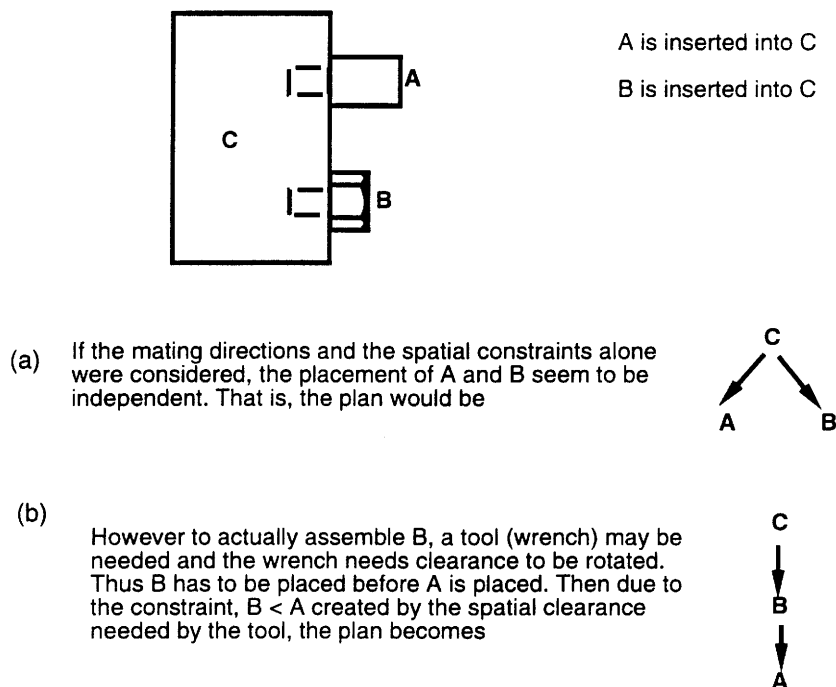 A is inserted into C
A
B is inserted into C
C
B
(a)
If the mating directions and the spatial constraints alone
were considered, the placement of A and B seem to be
independent. That is, the plan would be
C
A
B
(b)
However to actually assemble B, a tool (wrench) may be
needed and the wrench needs clearance to be rotated.
Thus B has to be placed before A is placed. Then due to
the constraint, B < A created by the spatial clearance
needed by the tool, the plan becomes
C
B
A